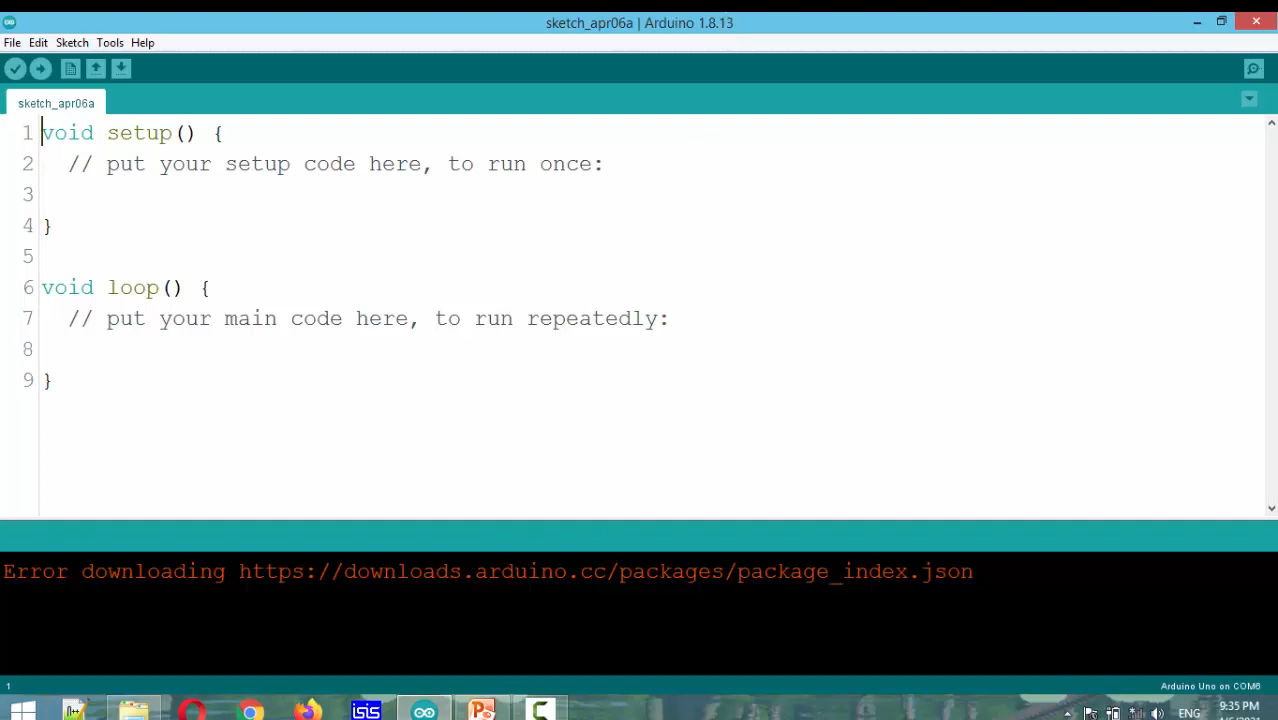 sketch_apr06a | Arduino 1.8.13
File Edit Sketch Tools Help
sketch_apr06a
1 void setup() {
2 // put your setup code here, to run once:
3
4 }
5
6 void loop() {
7 // put your main code here, to run repeatedly:
8
9 }
Error downloading https://downloads.arduino.cc/packages/package_index.json
1 Arduino Uno on COM6
isis ENG 9:35 PM